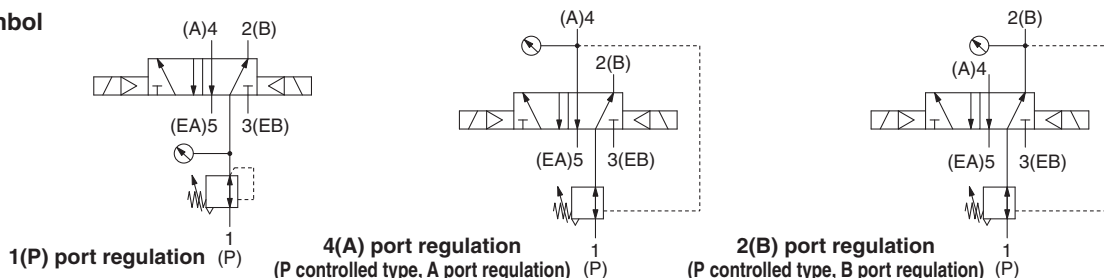 nbol
(A)4 2(B)
(EA)5 3(EB)
1
(P)
1(P) port regulation
(A)4
2(B)
(EA)5 3(EB)
1
(P)
4(A) port regulation
(P controlled type, A port regulation)
2(B)
(A)4
(EA)5 3(EB)
1
(P)
2(B) port regulation
(P controlled type, B port regulation)